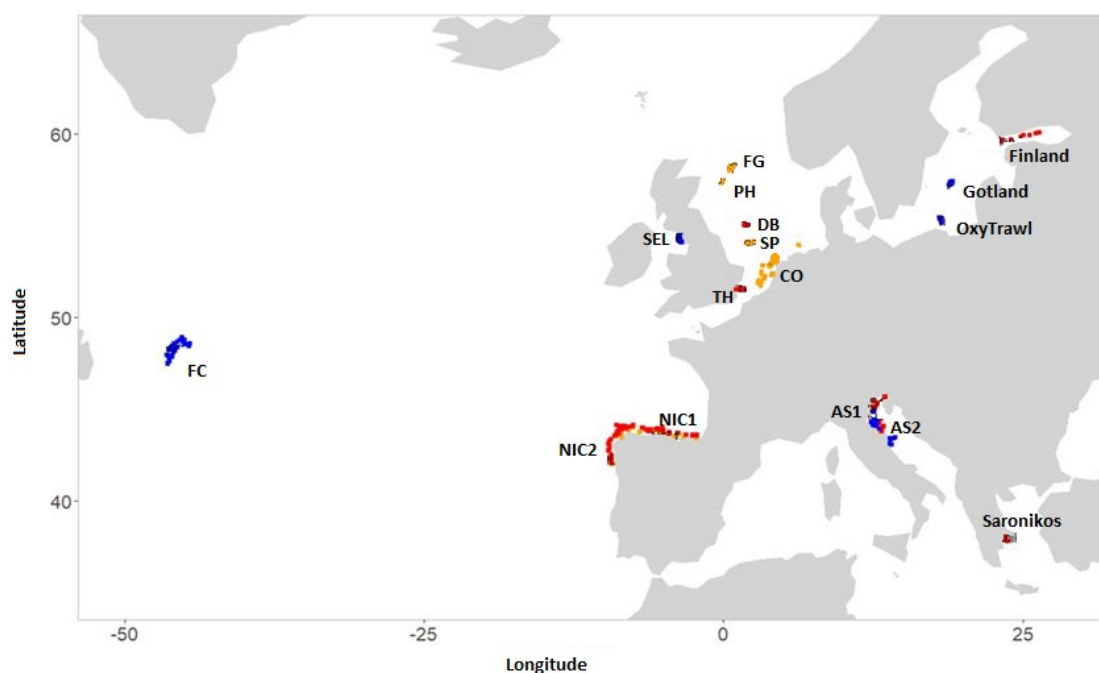 60
Finland
FG
Gotland
PH
OxyTrawl
DB
SEL
SP
CO
TH
50
Latitude
FC
NIC1
AS1
AS2
NIC2
40
Saronikos
-50
-25
0
25
Longitude